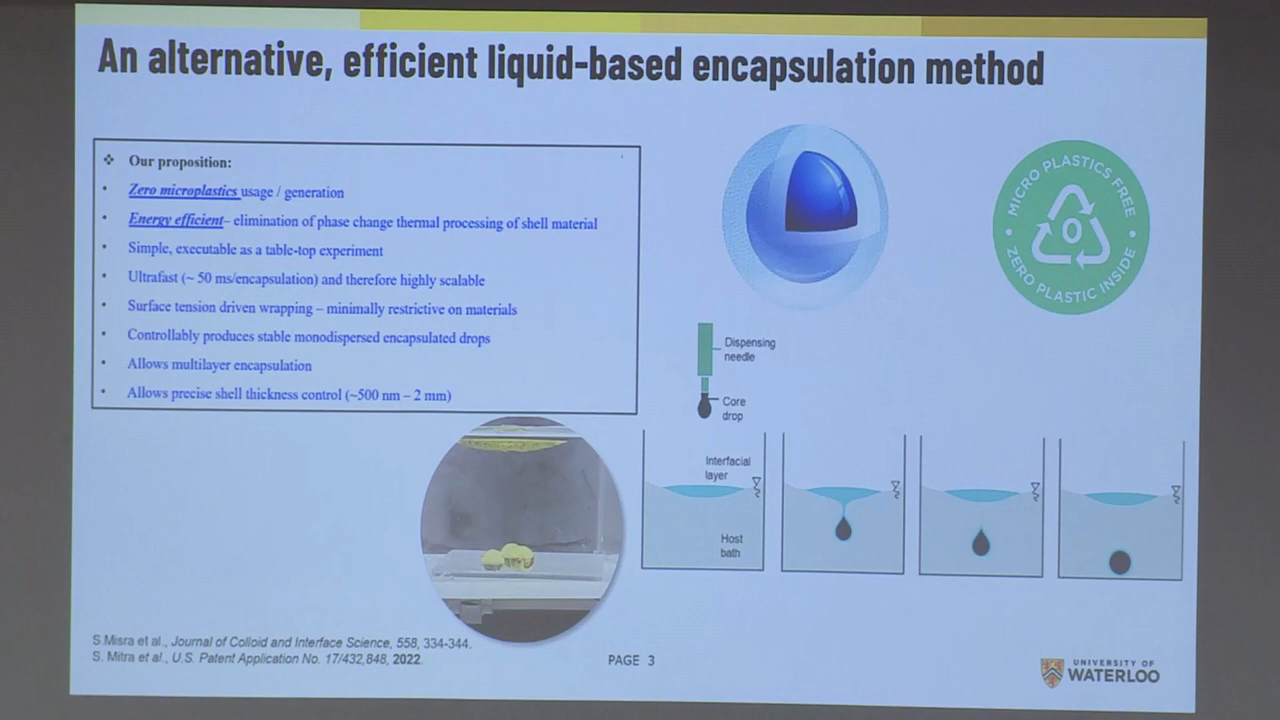 An alternative, efficient liquid-based encapsulation method
❖ Our proposition:
• Zero microplastics usage / generation
• Energy efficient– elimination of phase change thermal processing of shell material
• Simple, executable as a table-top experiment
• Ultrafast (~ 50 ms/encapsulation) and therefore highly scalable
• Surface tension driven wrapping – minimally restrictive on materials
• Controllably produces stable monodispersed encapsulated drops
• Allows multilayer encapsulation
• Allows precise shell thickness control (~500 nm – 2 mm)
MICRO PLASTICS FREE
0
ZERO PLASTIC INSIDE
Dispensing
needle
Core
drop
Interfacial
layer
Host
bath
S.Misra et al., Journal of Colloid and Interface Science, 558, 334-344.
S. Mitra et al., U.S. Patent Application No. 17/432,848, 2022.
PAGE 3
UNIVERSITY OF
WATERLOO